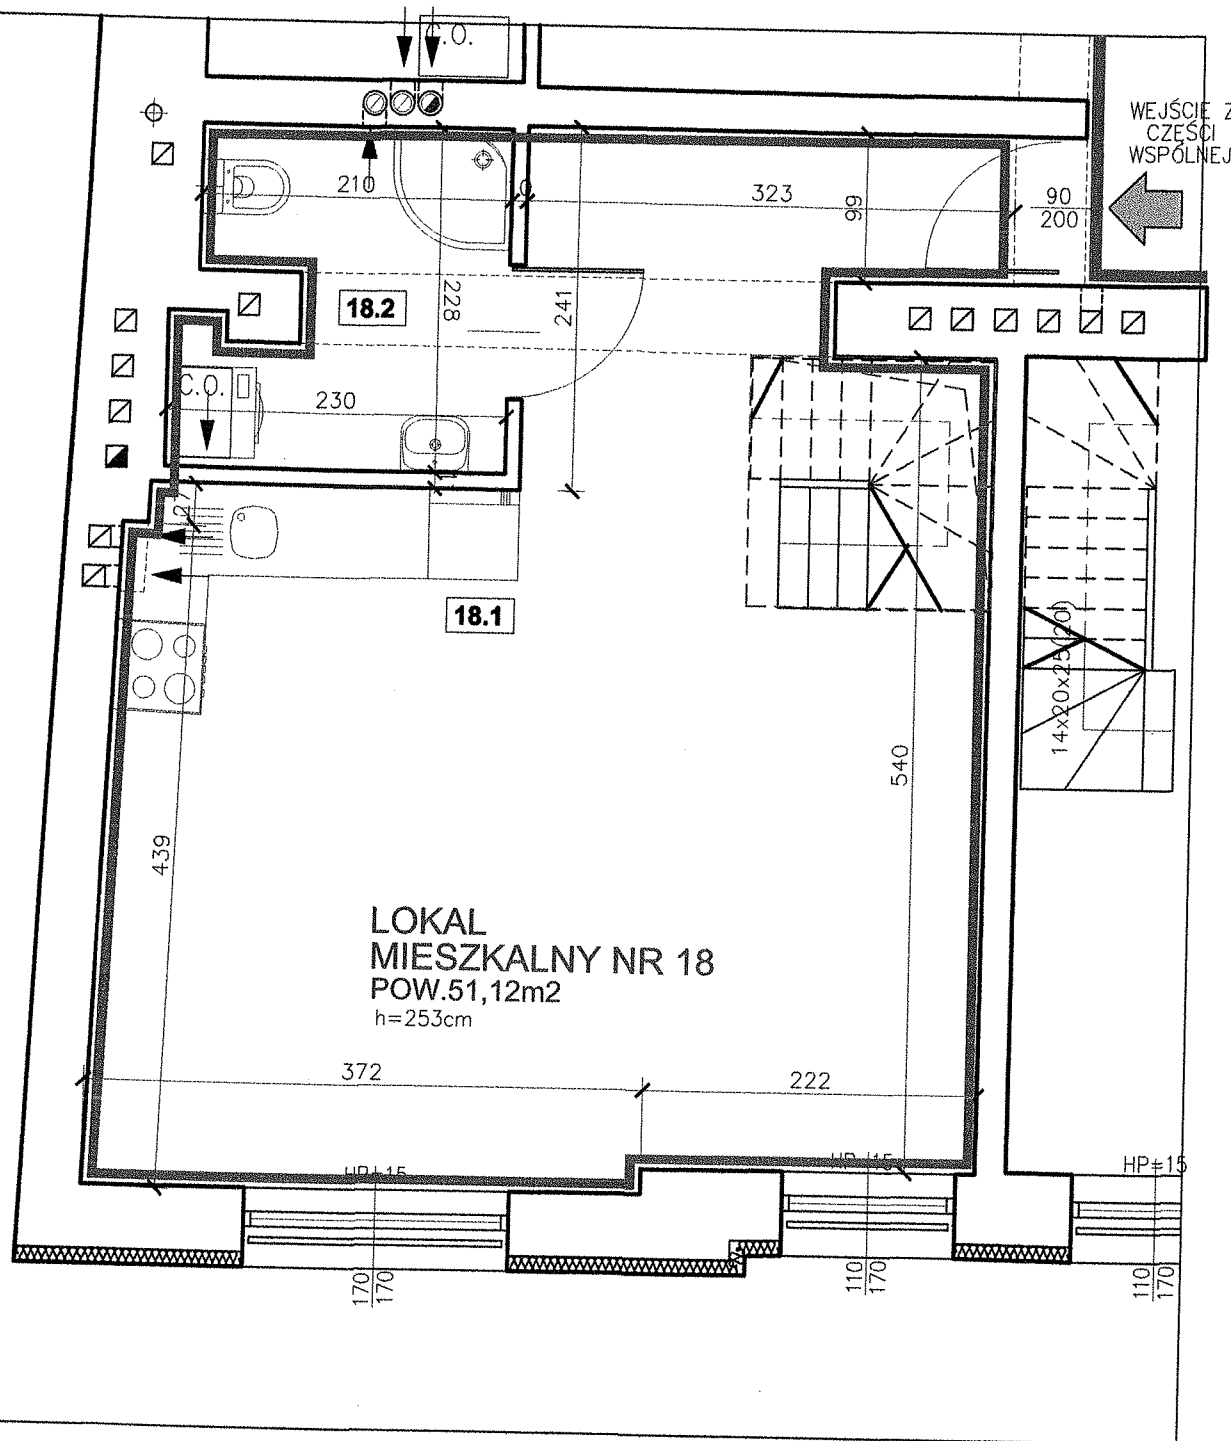 C.O.
WEJŚCIE Z
CZĘŚCI
WSPÓLNEJ
210
323
99
90
200
18.2
228
241
C.O.
230
27
18.1
14x20x25(20)
540
439
LOKAL
MIESZKALNY NR 18
POW.51,12m2
h=253cm
372
222
HP=15
HP=15
HP=15
170
170
110
170
110
170